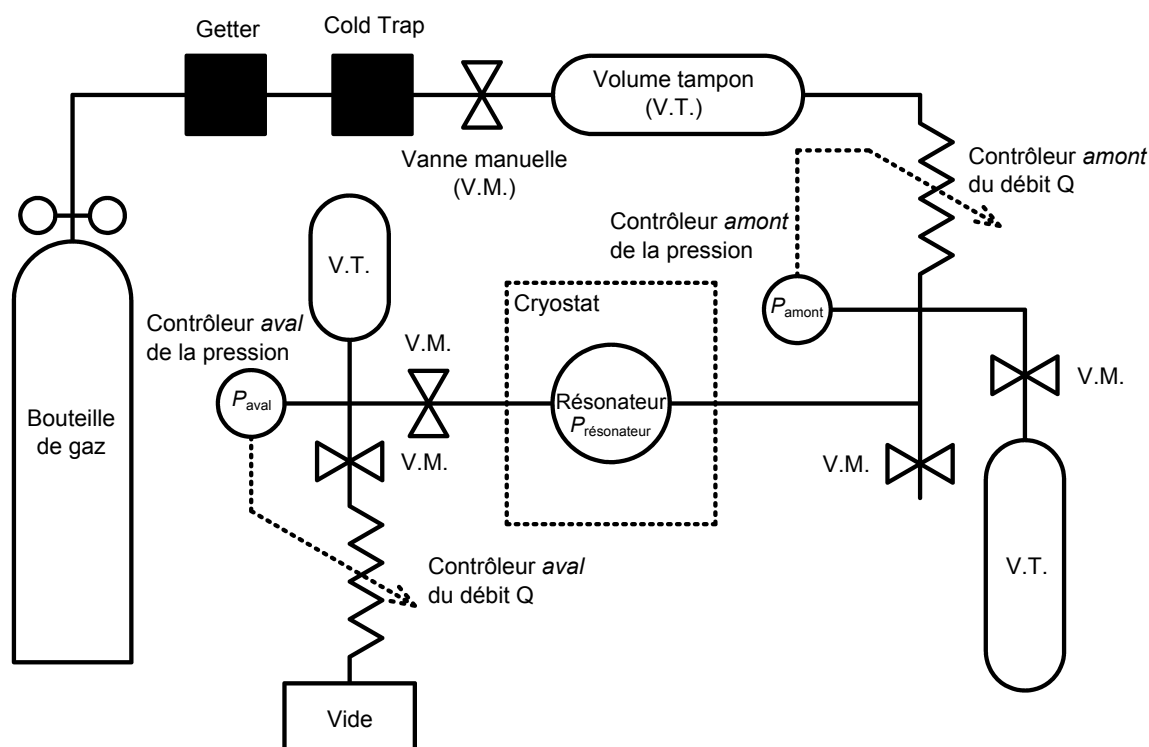 Getter
Cold Trap
Volume tampon
(V.T.)
Vanne manuelle
(V.M.)
Contrôleur amont
du débit Q
Contrôleur amont
de la pression
V.T.
Cryostat
Pamont
Contrôleur aval
de la pression
V.M.
V.M.
Paval
Résonateur
Présonateur
Bouteille
de gaz
V.M.
V.M.
Contrôleur aval
du débit Q
V.T.
Vide